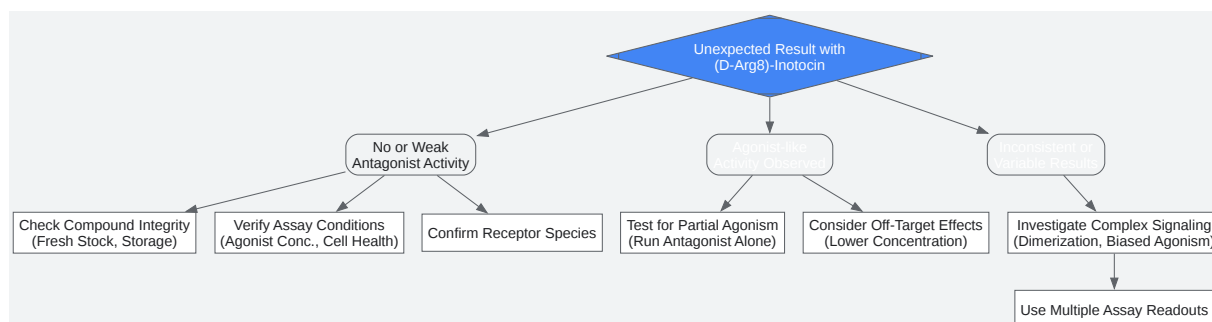 Unexpected Result with
(D-Arg8)-Inotocin
No or Weak
Antagonist Activity
Agonist-like
Activity Observed
Inconsistent or
Variable Results
Check Compound Integrity
(Fresh Stock, Storage)
Verify Assay Conditions
(Agonist Conc., Cell Health)
Confirm Receptor Species
Test for Partial Agonism
(Run Antagonist Alone)
Consider Off-Target Effects
(Lower Concentration)
Investigate Complex Signaling
(Dimerization, Biased Agonism)
Use Multiple Assay Readouts